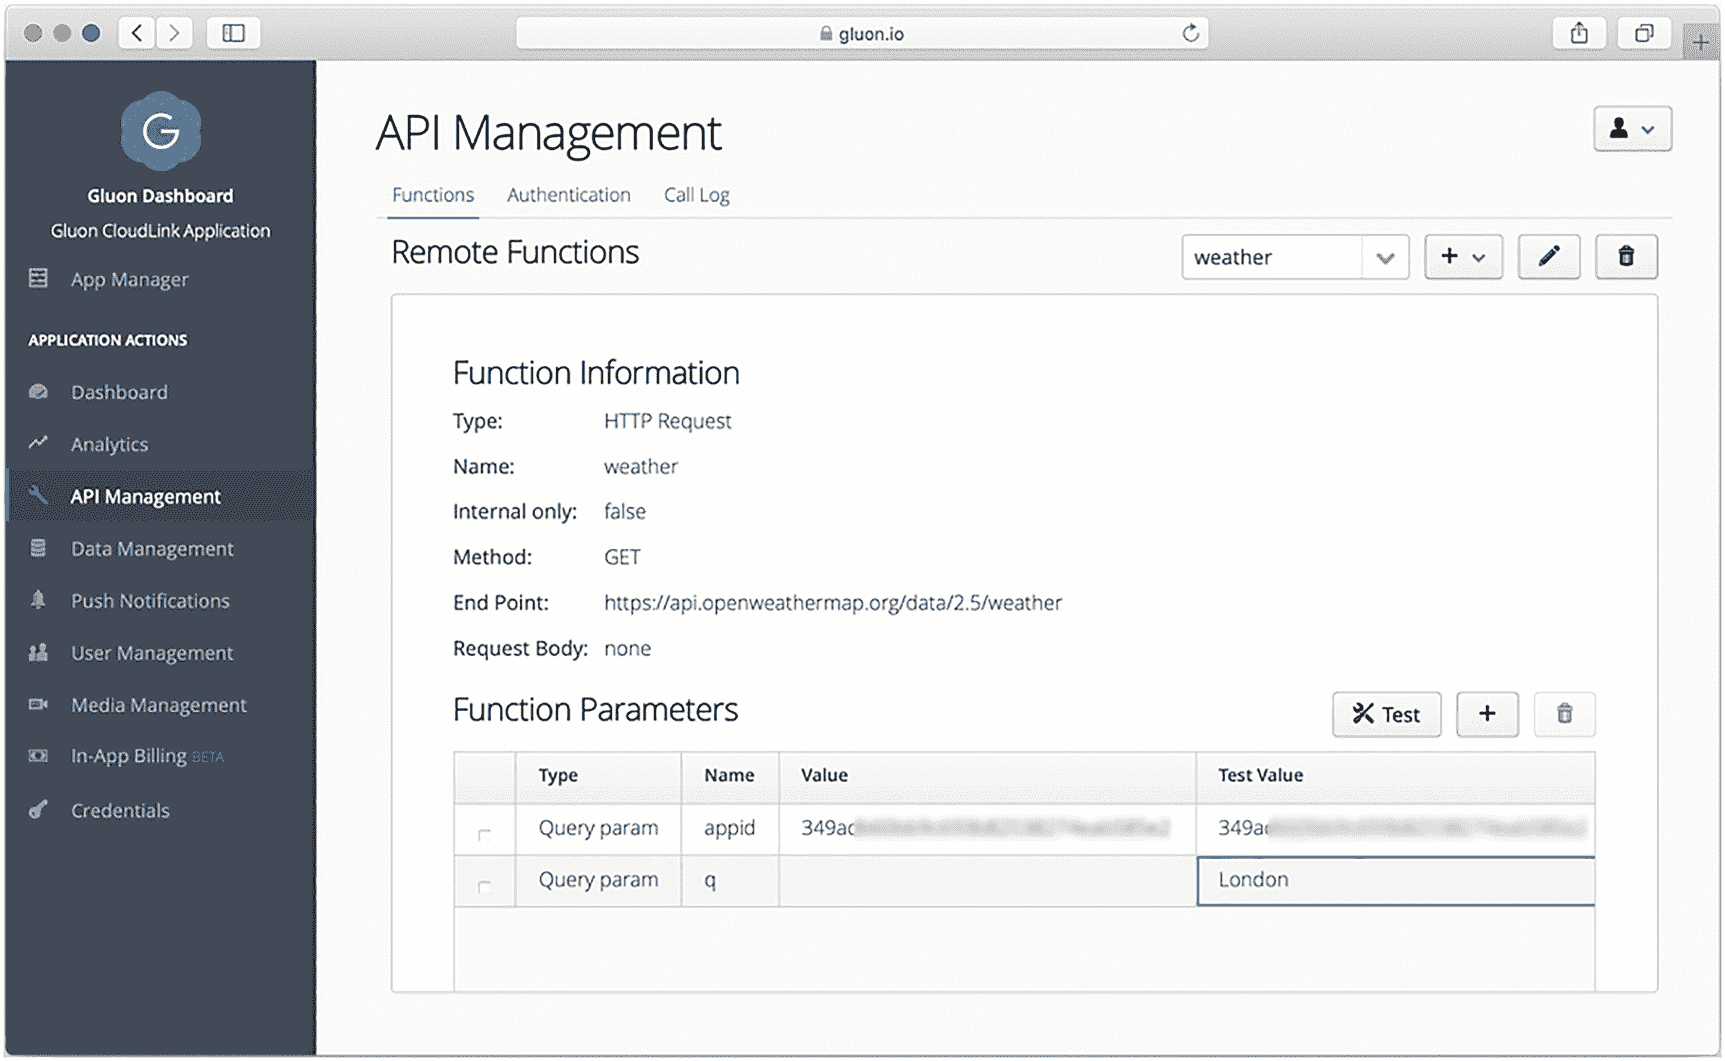 gluon.io
G
Gluon Dashboard
Gluon CloudLink Application
App Manager
APPLICATION ACTIONS
Dashboard
Analytics
API Management
Data Management
Push Notifications
User Management
Media Management
In-App Billing BETA
Credentials
API Management
Functions Authentication Call Log
Remote Functions weather
Function Information
Type: HTTP Request
Name: weather
Internal only: false
Method: GET
End Point: https://api.openweathermap.org/data/2.5/weather
Request Body: none
Function Parameters Test
Type Name Value Test Value
Query param appid 349ac 349ac
Query param q London